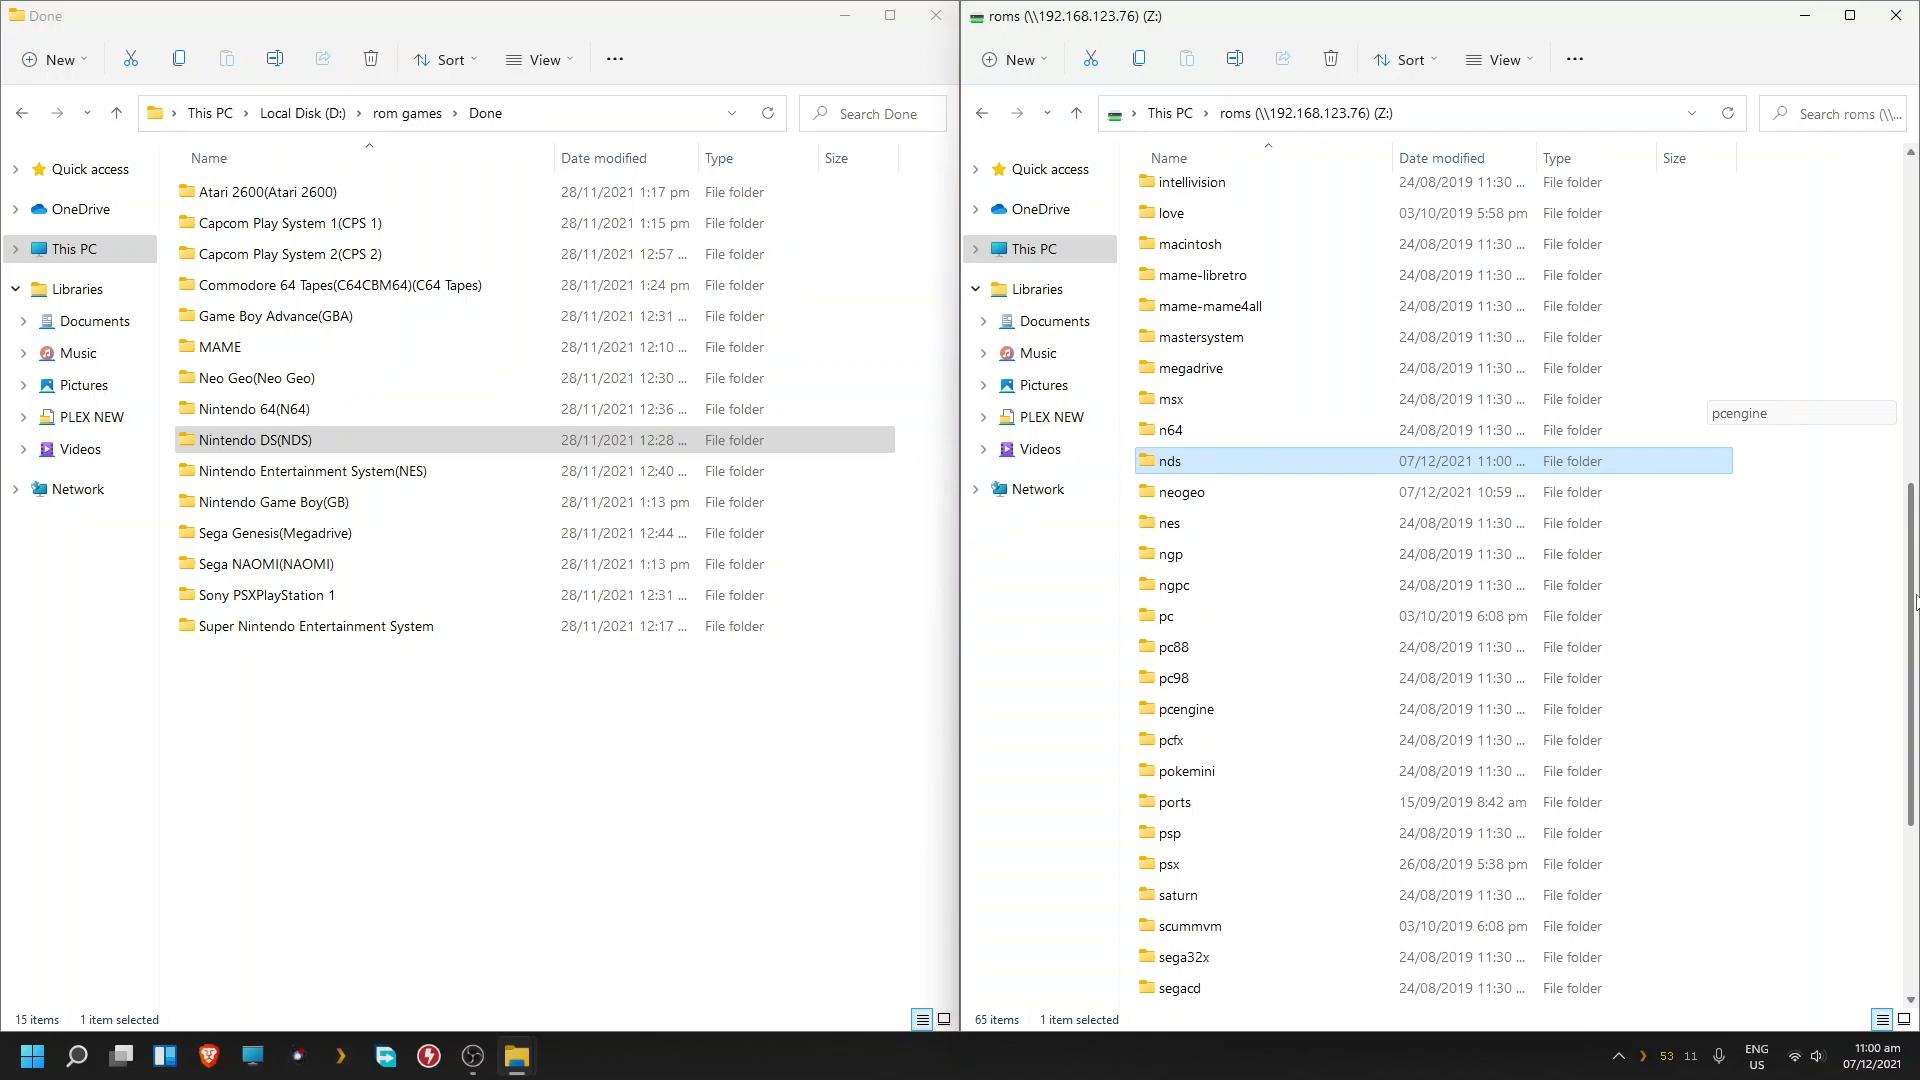 Done
New
Sort
View
This PC
Local Disk (D:)
rom games
Done
Search Done
Name
Date modified
Type
Size
Quick access
OneDrive
This PC
Libraries
Documents
Music
Pictures
PLEX NEW
Videos
Network
Atari 2600(Atari 2600) 28/11/2021 1:17 pm File folder
Capcom Play System 1(CPS 1) 28/11/2021 1:15 pm File folder
Capcom Play System 2(CPS 2) 28/11/2021 12:57 ... File folder
Commodore 64 Tapes(C64CBM64)(C64 Tapes) 28/11/2021 1:24 pm File folder
Game Boy Advance(GBA) 28/11/2021 12:31 ... File folder
MAME 28/11/2021 12:10 ... File folder
Neo Geo(Neo Geo) 28/11/2021 12:30 ... File folder
Nintendo 64(N64) 28/11/2021 12:36 ... File folder
Nintendo DS(NDS) 28/11/2021 12:28 ... File folder
Nintendo Entertainment System(NES) 28/11/2021 12:40 ... File folder
Nintendo Game Boy(GB) 28/11/2021 1:13 pm File folder
Sega Genesis(Megadrive) 28/11/2021 12:44 ... File folder
Sega NAOMI(NAOMI) 28/11/2021 1:13 pm File folder
Sony PSXPlayStation 1 28/11/2021 12:31 ... File folder
Super Nintendo Entertainment System 28/11/2021 12:17 ... File folder
15 items 1 item selected
roms (\\192.168.123.76) (Z:)
New
Sort
View
This PC
roms (\\192.168.123.76) (Z:)
Search roms (\\...
Name
Date modified
Type
Size
Quick access
OneDrive
This PC
Libraries
Documents
Music
Pictures
PLEX NEW
Videos
Network
intellivision 24/08/2019 11:30 ... File folder
love 03/10/2019 5:58 pm File folder
macintosh 24/08/2019 11:30 ... File folder
mame-libretro 24/08/2019 11:30 ... File folder
mame-mame4all 24/08/2019 11:30 ... File folder
mastersystem 24/08/2019 11:30 ... File folder
megadrive 24/08/2019 11:30 ... File folder
msx 24/08/2019 11:30 ... File folder
pcengine
n64 24/08/2019 11:30 ... File folder
nds 07/12/2021 11:00 ... File folder
neogeo 07/12/2021 10:59 ... File folder
nes 24/08/2019 11:30 ... File folder
ngp 24/08/2019 11:30 ... File folder
ngpc 24/08/2019 11:30 ... File folder
pc 03/10/2019 6:08 pm File folder
pc88 24/08/2019 11:30 ... File folder
pc98 24/08/2019 11:30 ... File folder
pcengine 24/08/2019 11:30 ... File folder
pcfx 24/08/2019 11:30 ... File folder
pokemini 24/08/2019 11:30 ... File folder
ports 15/09/2019 8:42 am File folder
psp 24/08/2019 11:30 ... File folder
psx 26/08/2019 5:38 pm File folder
saturn 24/08/2019 11:30 ... File folder
scummvm 03/10/2019 6:08 pm File folder
sega32x 24/08/2019 11:30 ... File folder
segacd 24/08/2019 11:30 ... File folder
65 items 1 item selected
53 11
ENG
US
11:00 am
07/12/2021